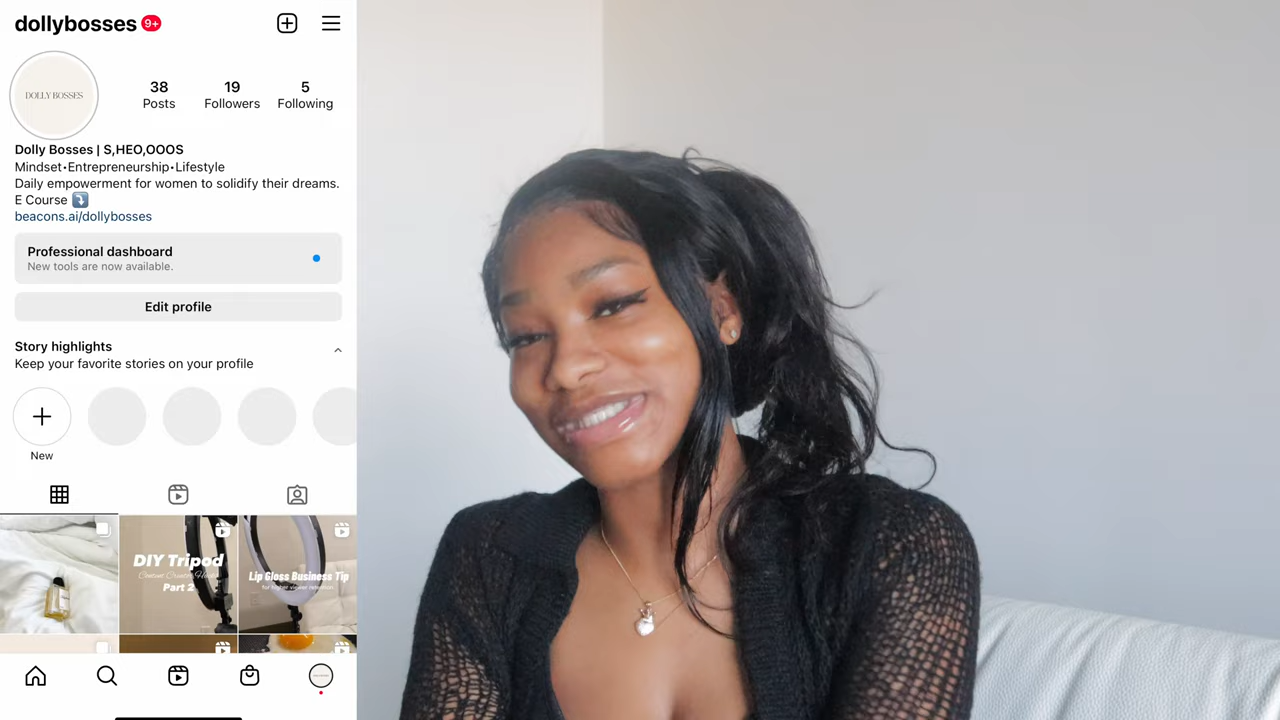 dollybosses 9+
DOLLY BOSSES
38 19 5
Posts Followers Following
Dolly Bosses | S,HEO,OOOS
Mindset•Entrepreneurship•Lifestyle
Daily empowerment for women to solidify their dreams.
E Course
beacons.ai/dollybosses
Professional dashboard
New tools are now available.
Edit profile
Story highlights
Keep your favorite stories on your profile
New
DIY Tripod
Part 2
Lip Gloss Business Tip